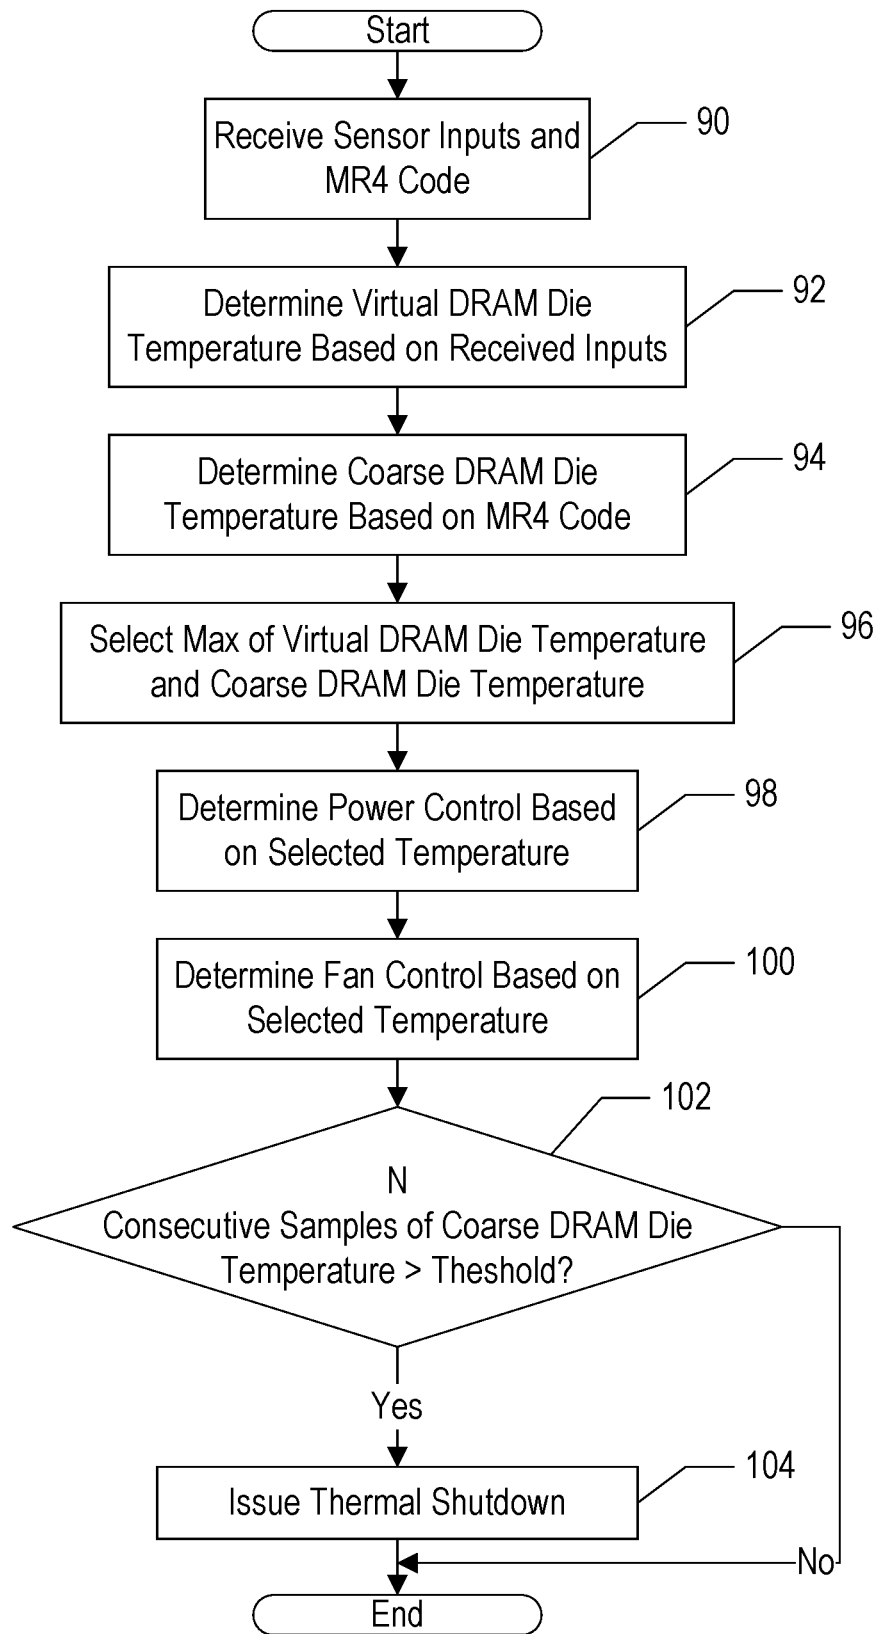 Start
Receive Sensor Inputs and
MR4 Code
90
Determine Virtual DRAM Die
Temperature Based on Received Inputs
92
Determine Coarse DRAM Die
Temperature Based on MR4 Code
94
Select Max of Virtual DRAM Die Temperature
and Coarse DRAM Die Temperature
96
Determine Power Control Based
on Selected Temperature
98
Determine Fan Control Based on
Selected Temperature
100
102
N
Consecutive Samples of Coarse DRAM Die
Temperature > Theshold?
Yes
Issue Thermal Shutdown
104
No
End